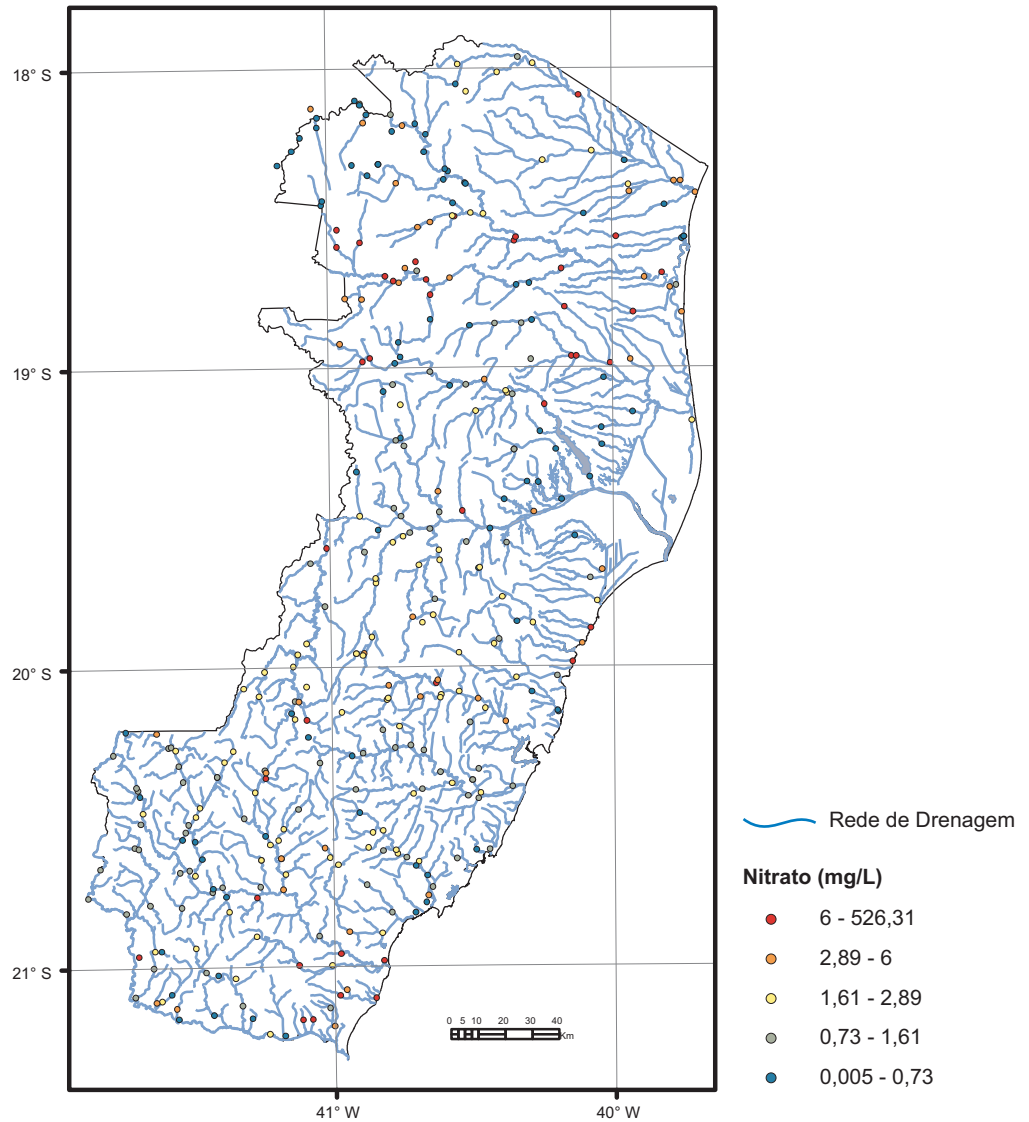 18° S
19° S
20° S
21° S
41° W
40° W
0 5 10 20 30 40
Km
Rede de Drenagem
Nitrato (mg/L)
6 - 526,31
2,89 - 6
1,61 - 2,89
0,73 - 1,61
0,005 - 0,73